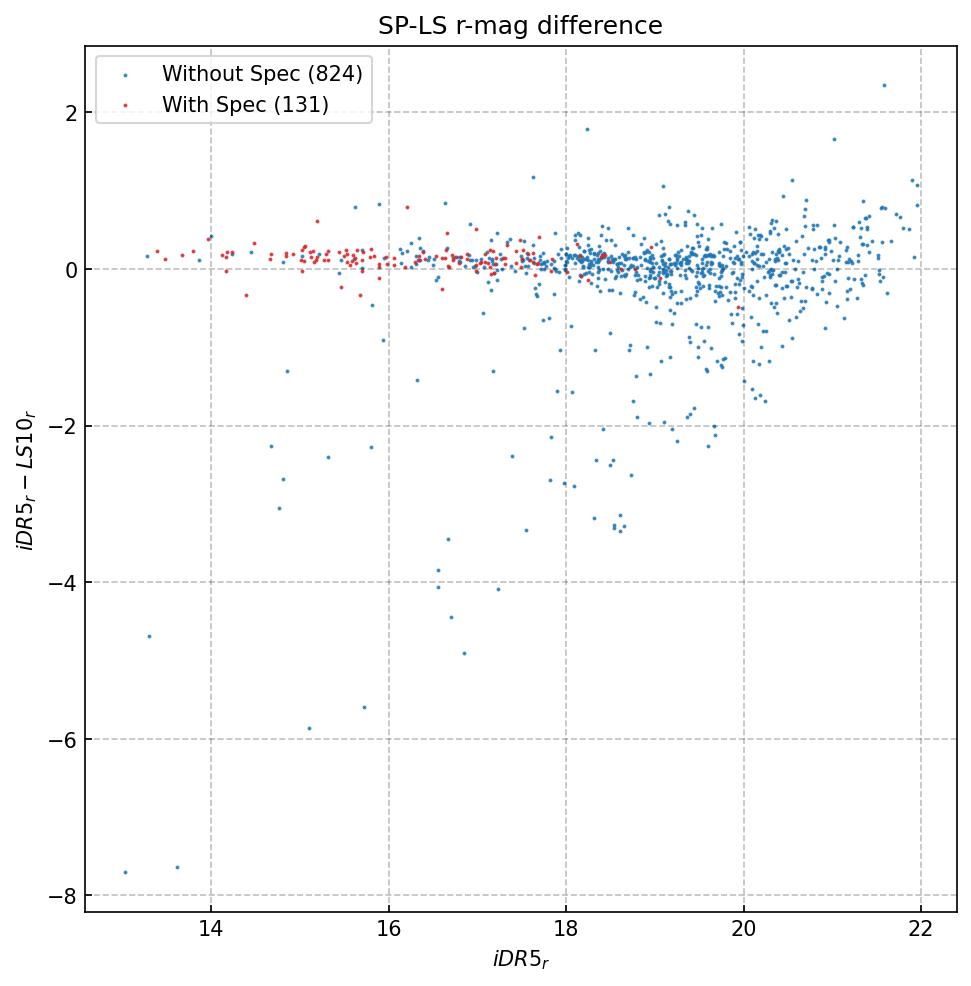 SP-LS r-mag difference
Without Spec (824)
With Spec (131)
2
0
−2
−4
−6
−8
iDR5r − LS10r
14 16 18 20 22
iDR5r